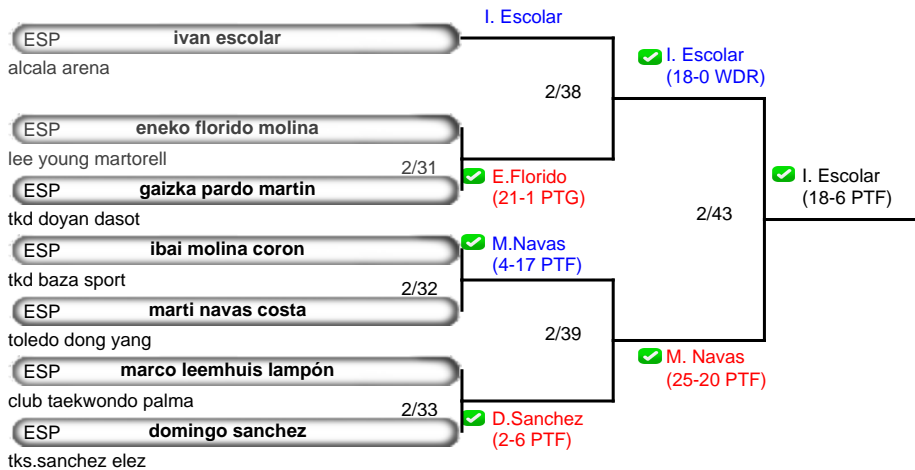 I. Escolar
ESP ivan escolar
alcala arena
I. Escolar
(18-0 WDR)
2/38
ESP eneko florido molina
lee young martorell
2/31
E.Florido
(21-1 PTG)
ESP gaizka pardo martin
tkd doyan dasot
I. Escolar
(18-6 PTF)
2/43
ESP ibai molina coron
tkd baza sport
M.Navas
(4-17 PTF)
2/32
ESP marti navas costa
toledo dong yang
2/39
ESP marco leemhuis lampón
club taekwondo palma
M. Navas
(25-20 PTF)
2/33
ESP domingo sanchez
tks.sanchez elez
D.Sanchez
(2-6 PTF)